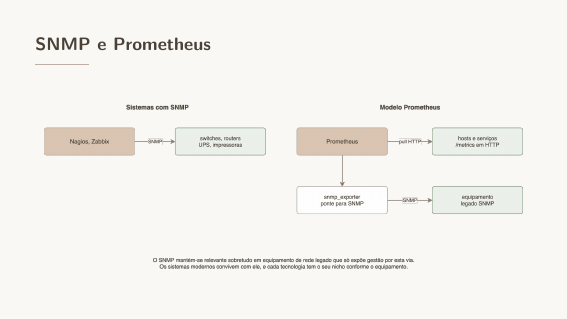 SNMP e Prometheus
Sistemas com SNMP
Nagios, Zabbix
SNMP
switches, routers
UPS, impressoras
Modelo Prometheus
Prometheus
pull HTTP
hosts e serviços
/metrics em HTTP
snmp_exporter
ponte para SNMP
SNMP
equipamento
legado SNMP
O SNMP mantém-se relevante sobretudo em equipamento de rede legado que só expõe gestão por esta via.
Os sistemas modernos convivem com ele, e cada tecnologia tem o seu nicho conforme o equipamento.